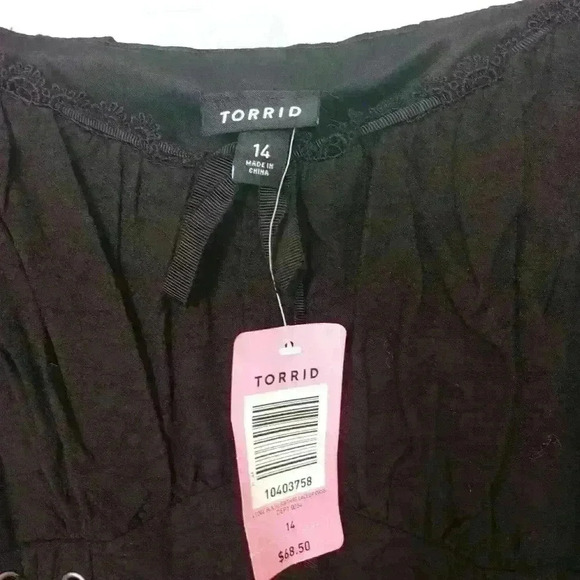 TORRID
14
MADE IN
CHINA
TORRID
10403758
14
$68.50